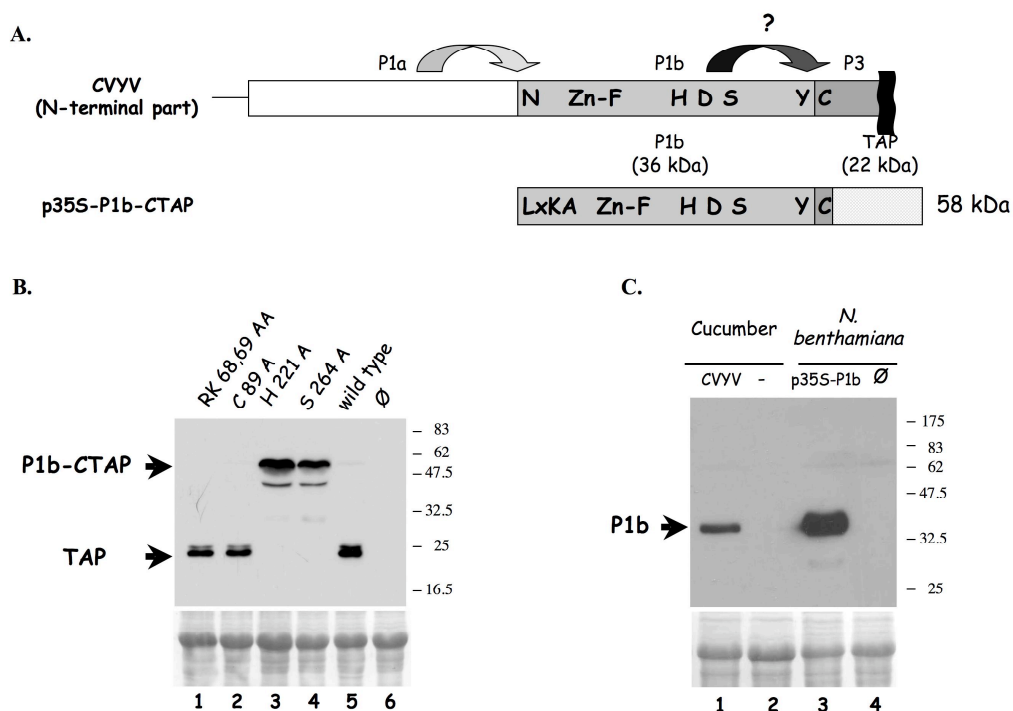 A.
?
P1a P1b P3
CVYV
(N-terminal part)
N Zn-F H D S Y C
P1b
(36 kDa)
TAP
(22 kDa)
p35S-P1b-CTAP
LxKA Zn-F H D S Y C
58 kDa
B.
RK 68,69 AA
C 89 A
H 221 A
S 264 A
wild type
Ø
P1b-CTAP
TAP
– 83
– 62
– 47.5
– 32.5
– 25
– 16.5
1 2 3 4 5 6
C.
Cucumber
N.
benthamiana
CVYV - p35S-P1b Ø
P1b
– 175
– 83
– 62
– 47.5
– 32.5
– 25
1 2 3 4